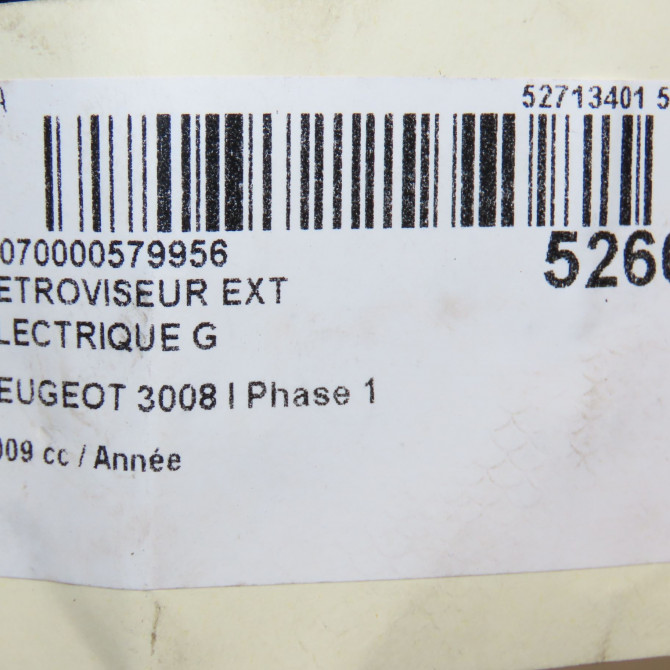 A 52713401 5
070000579956 5266
ETROVISEUR EXT
LECTRIQUE G
EUGEOT 3008 I Phase 1
009 cc / Année